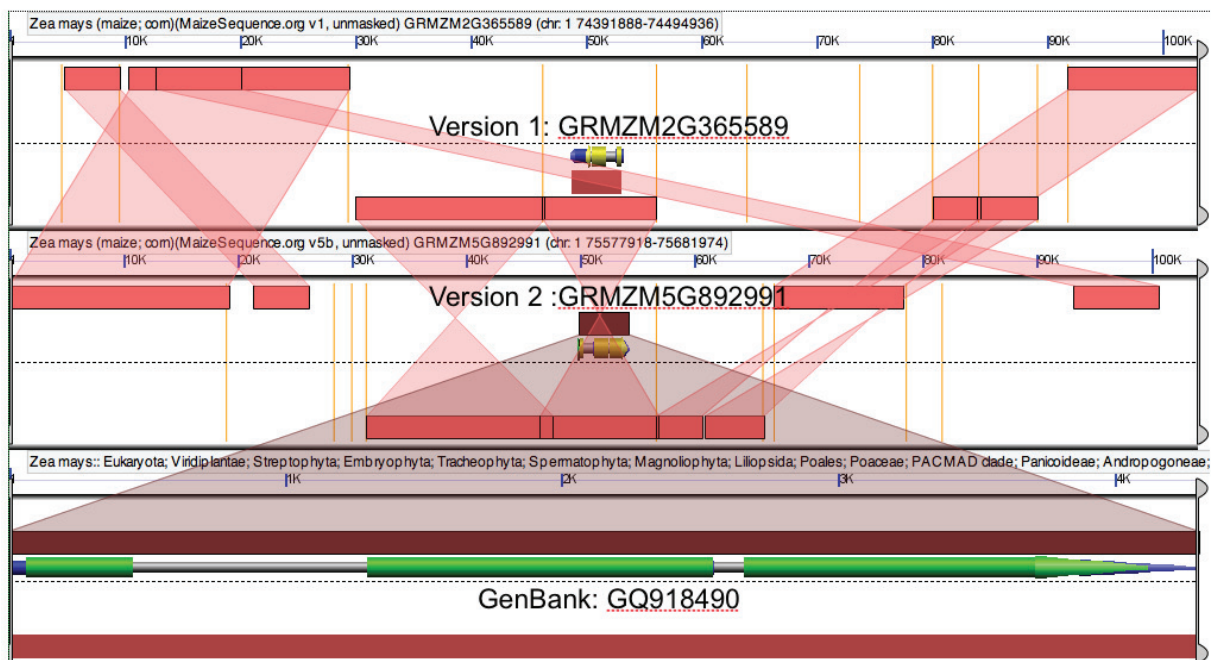 Zea mays (maize; corn)(MaizeSequence.org v1, unmasked) GRMZM2G365589 (chr: 1 74391888-74494936)
10K 20K 30K 40K 50K 60K 70K 80K 90K 100K
Version 1: GRMZM2G365589
Zea mays (maize; corn)(MaizeSequence.org v5b, unmasked) GRMZM5G892991 (chr: 1 75577918-75681974)
10K 20K 30K 40K 50K 60K 70K 80K 90K 100K
Version 2 :GRMZM5G892991
Zea mays:: Eukaryota; Viridiplantae; Streptophyta; Embryophyta; Tracheophyta; Spermatophyta; Magnoliophyta; Liliopsida; Poales; Poaceae; PACMAD clade; Panicoideae; Andropogoneae;
1K 2K 3K 4K
GenBank: GQ918490